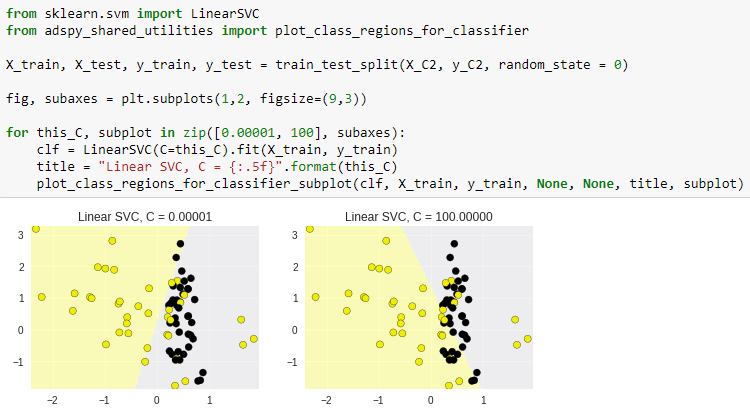 from sklearn.svm import LinearSVC
from adspy_shared_utilities import plot_class_regions_for_classifier
X_train, X_test, y_train, y_test = train_test_split(X_C2, y_C2, random_state = 0)
fig, subaxes = plt.subplots(1,2, figsize=(9,3))
for this_C, subplot in zip([0.00001, 100], subaxes):
    clf = LinearSVC(C=this_C).fit(X_train, y_train)
    title = "Linear SVC, C = {:.5f}".format(this_C)
    plot_class_regions_for_classifier_subplot(clf, X_train, y_train, None, None, title, subplot)
Linear SVC, C = 0.00001
3
2
1
0
−1
−2 −1 0 1
Linear SVC, C = 100.00000
3
2
1
0
−1
−2 −1 0 1